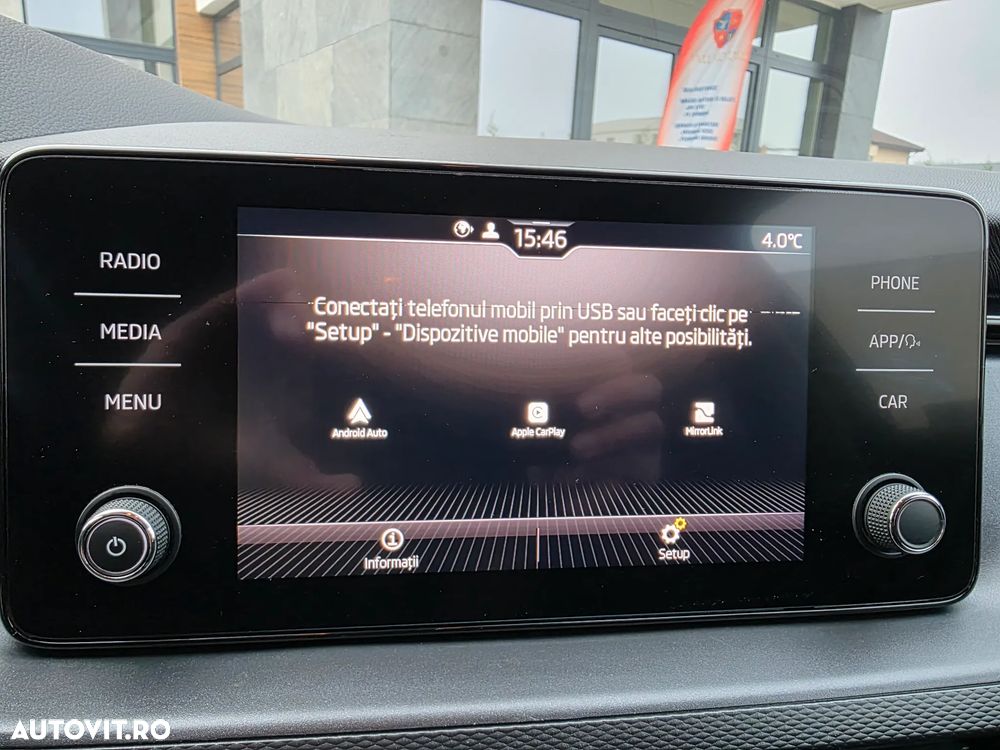 15:46
4.0°C
RADIO
MEDIA
MENU
Conectați telefonul mobil prin USB sau faceți clic pe
"Setup" - "Dispozitive mobile" pentru alte posibilități.
Android Auto
Apple CarPlay
MirrorLink
Informații
Setup
PHONE
APP/
CAR
AUTOVIT.RO